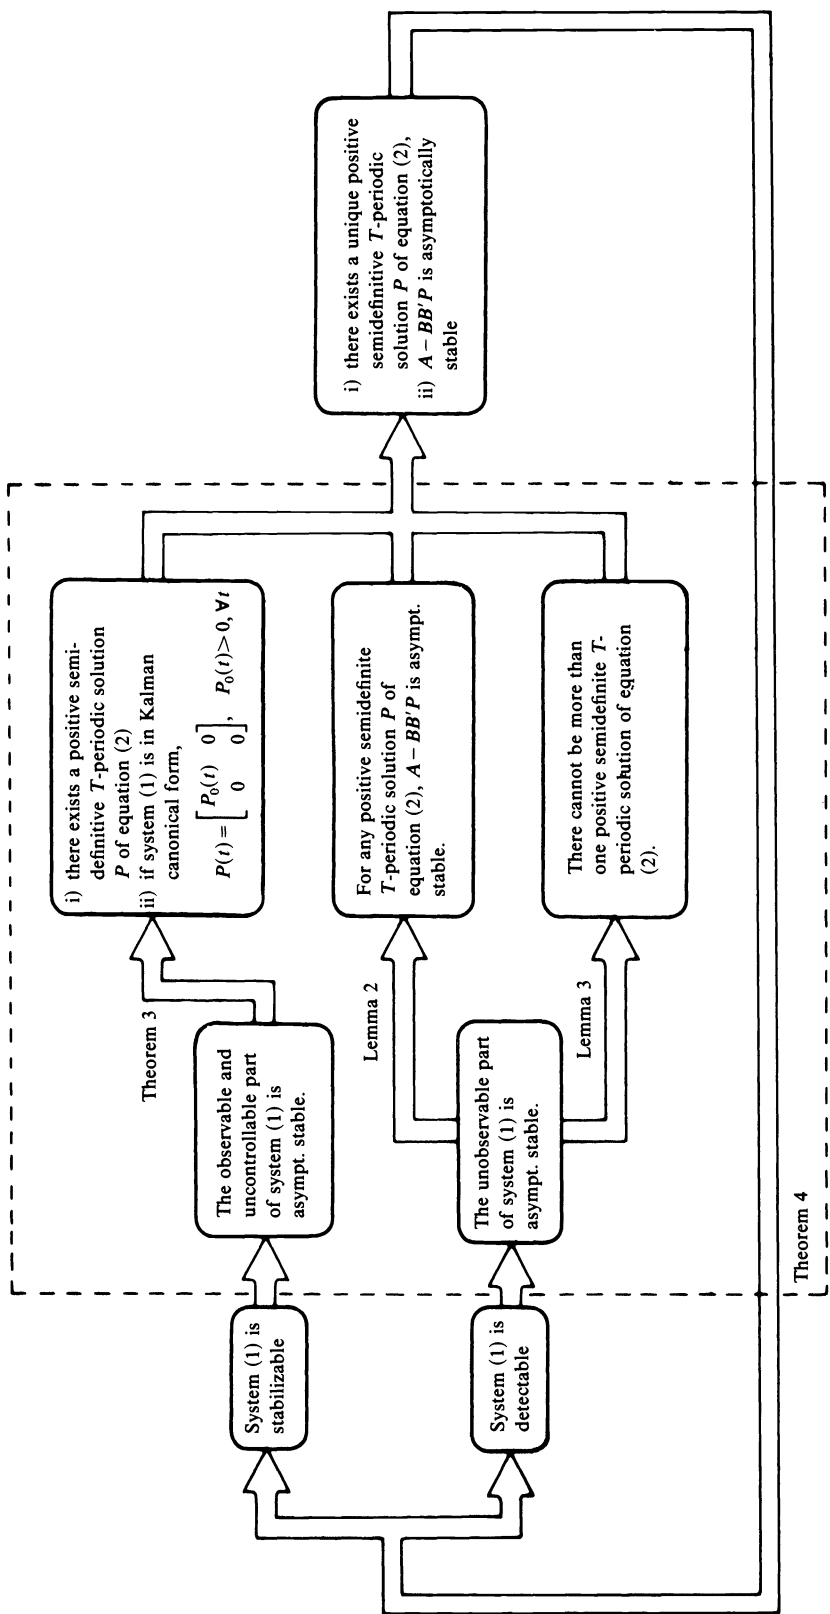 System (1) is
stabilizable
System (1) is
detectable
The observable and
uncontrollable part
of system (1) is
asympt. stable.
The unobservable part
of system (1) is
asympt. stable.
Theorem 3
Lemma 2
Lemma 3
i) there exists a positive semi-
definitive T-periodic solution
P of equation (2)
ii) if system (1) is in Kalman
canonical form,
P(t) = [ P₀(t) 0
0 0 ], P₀(t) > 0, ∀t
For any positive semidefinite
T-periodic solution P of
equation (2), A − BB'P is asympt.
stable.
There cannot be more than
one positive semidefinite T-
periodic solution of equation
(2).
Theorem 4
i) there exists a unique positive
semidefinitive T-periodic
solution P of equation (2),
ii) A − BB'P is asymptotically
stable